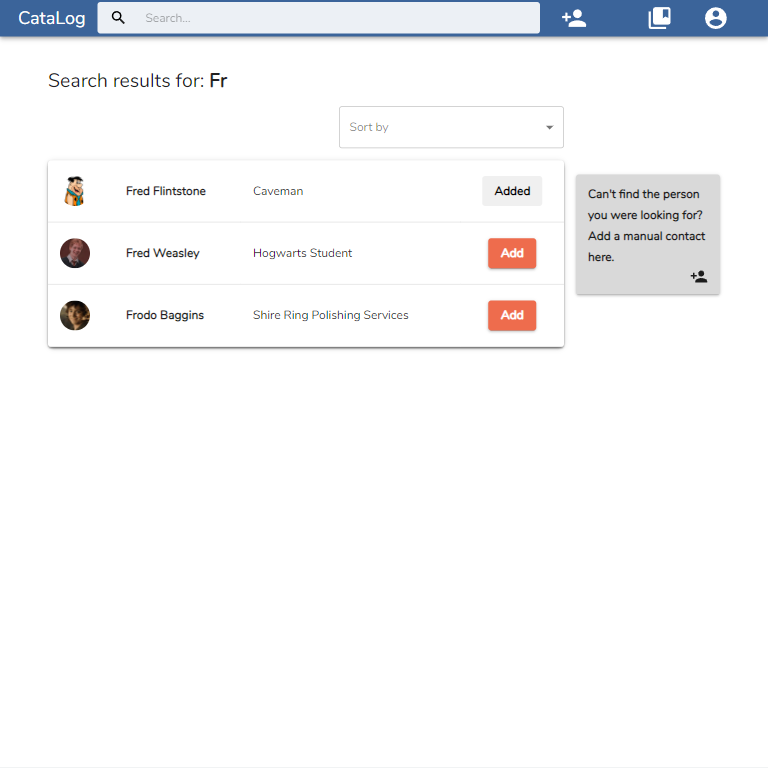 CataLog
Search...
Search results for: Fr
Sort by
Fred Flintstone Caveman Added
Fred Weasley Hogwarts Student Add
Frodo Baggins Shire Ring Polishing Services Add
Can't find the person
you were looking for?
Add a manual contact
here.